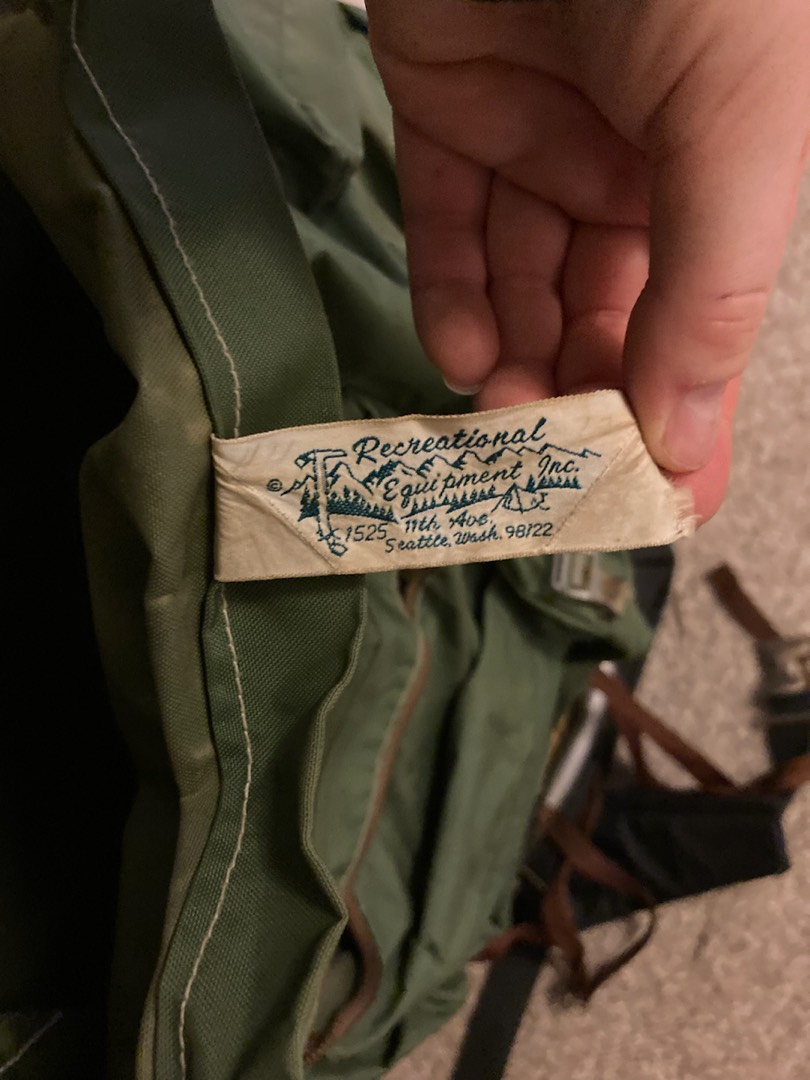 Recreational
© Equipment Inc.
1525 11th Ave,
Seattle, Wash. 98122